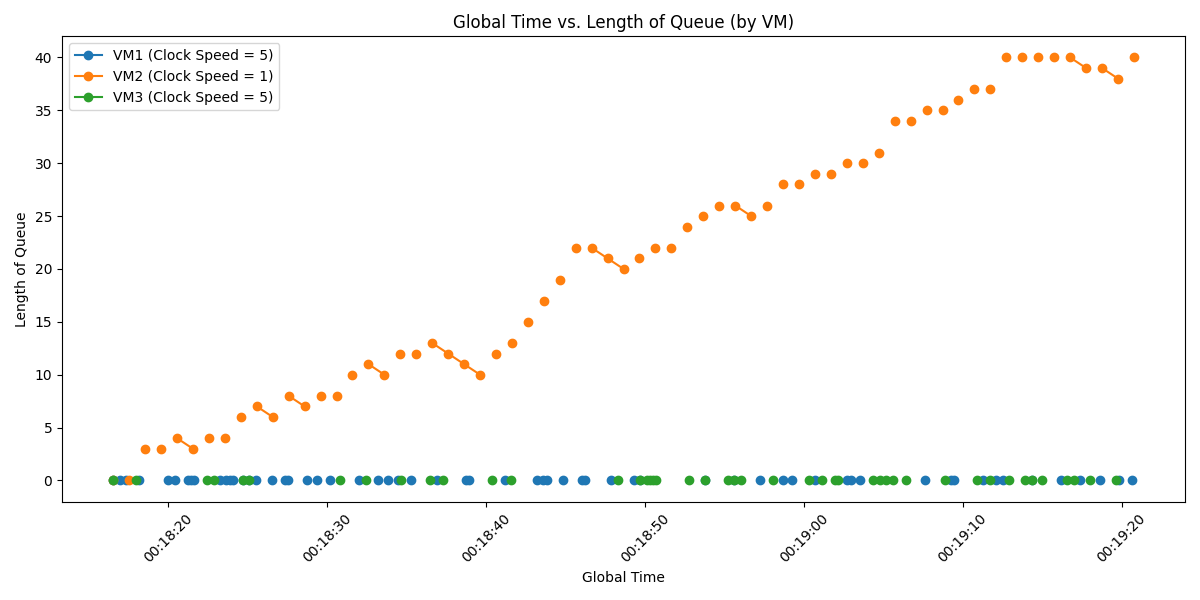 Global Time vs. Length of Queue (by VM)
VM1 (Clock Speed = 5)
VM2 (Clock Speed = 1)
VM3 (Clock Speed = 5)
Length of Queue
40
35
30
25
20
15
10
5
0
00:18:20
00:18:30
00:18:40
00:18:50
00:19:00
00:19:10
00:19:20
Global Time